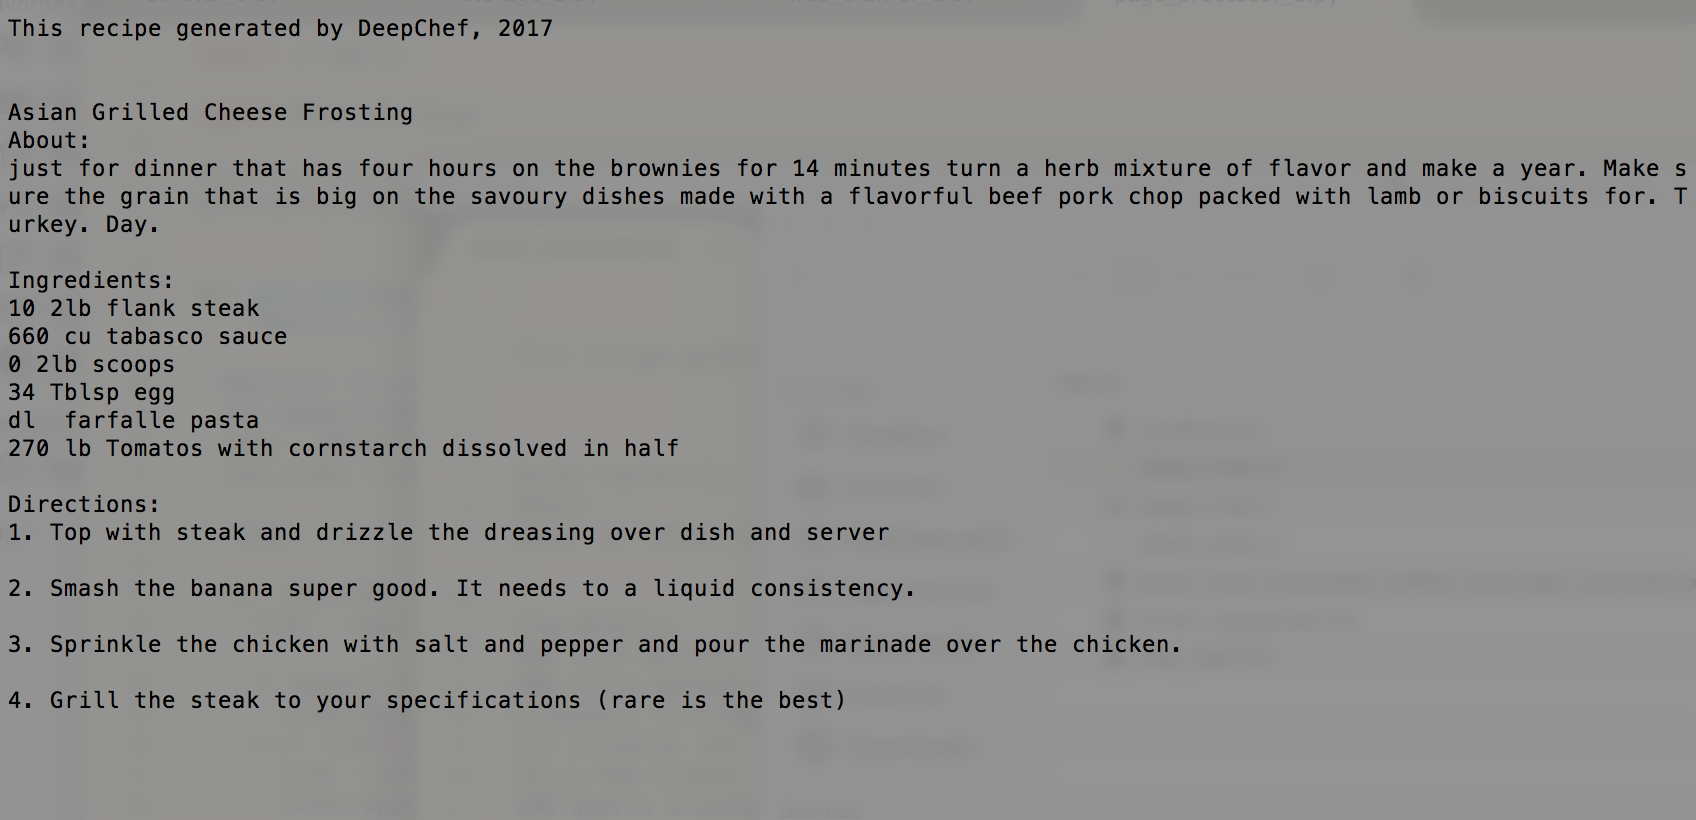 This recipe generated by DeepChef, 2017
Asian Grilled Cheese Frosting
About:
just for dinner that has four hours on the brownies for 14 minutes turn a herb mixture of flavor and make a year. Make s
ure the grain that is big on the savoury dishes made with a flavorful beef pork chop packed with lamb or biscuits for. T
urkey. Day.
Ingredients:
10 2lb flank steak
660 cu tabasco sauce
0 2lb scoops
34 Tblsp egg
dl  farfalle pasta
270 lb Tomatos with cornstarch dissolved in half
Directions:
1. Top with steak and drizzle the dreasing over dish and server
2. Smash the banana super good. It needs to a liquid consistency.
3. Sprinkle the chicken with salt and pepper and pour the marinade over the chicken.
4. Grill the steak to your specifications (rare is the best)